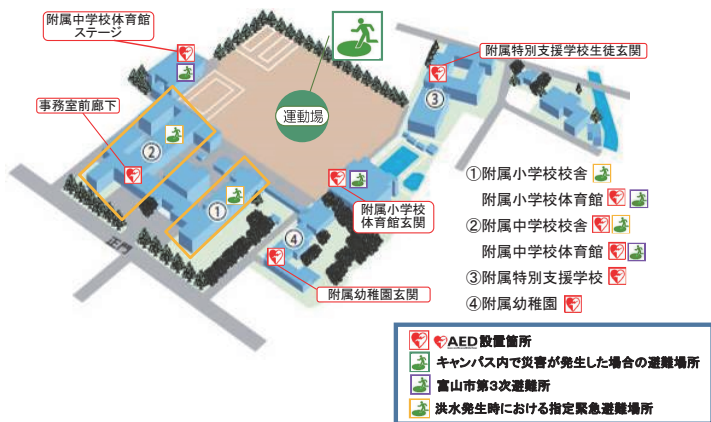 附属中学校体育館
ステージ
附属特別支援学校生徒玄関
③
事務室前廊下
運動場
②
①附属小学校校舎
附属小学校体育館
②附属中学校校舎
附属中学校体育館
③附属特別支援学校
④附属幼稚園
附属小学校
体育館玄関
①
④
正門
附属幼稚園玄関
AED設置箇所
キャンパス内で災害が発生した場合の避難場所
富山市第3次避難所
洪水発生時における指定緊急避難場所